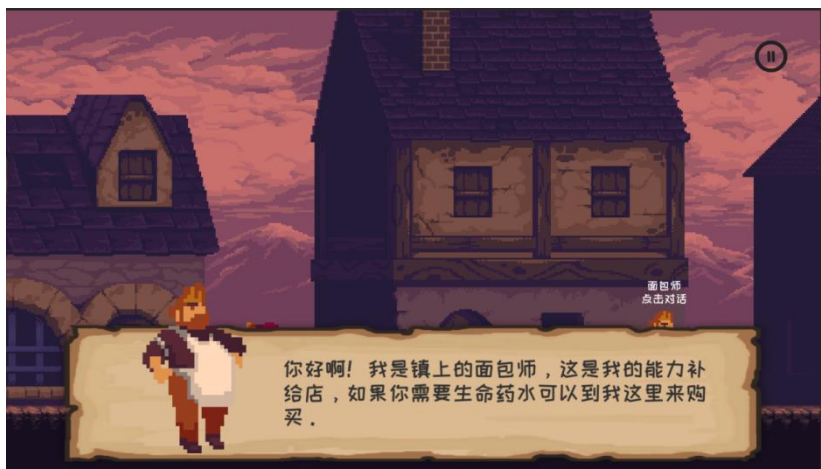 面包师
点击对话
你好啊！我是镇上的面包师，这是我的能力补
给店，如果你需要生命药水可以到我这里来购
买．